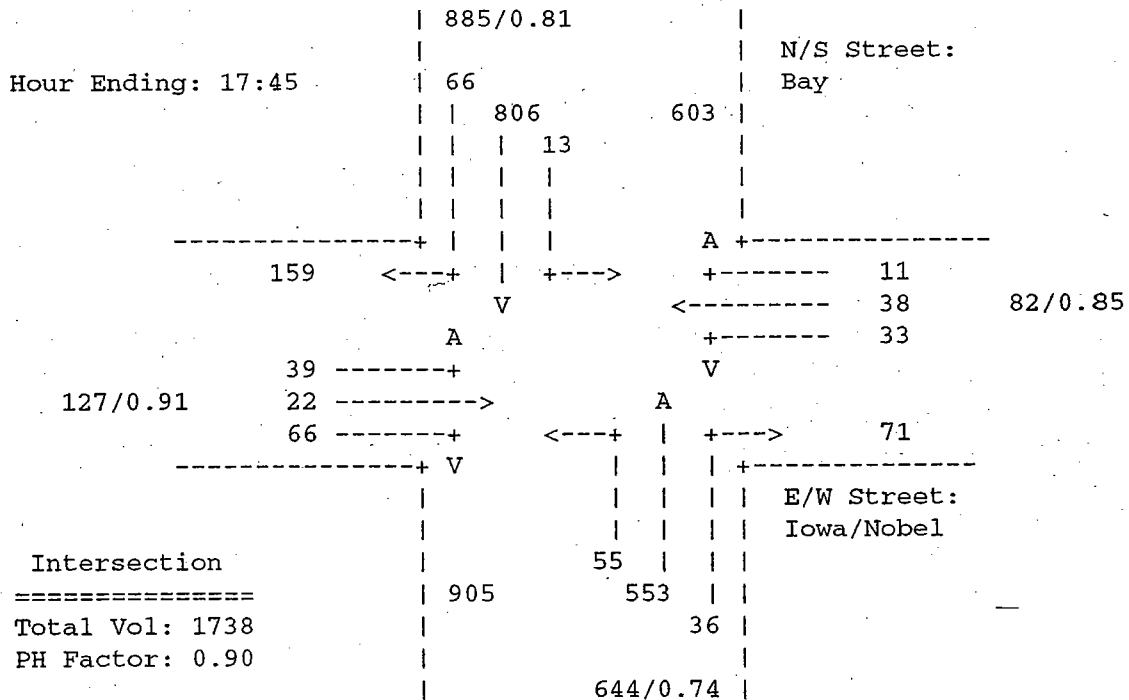 885/0.81
N/S Street:
Hour Ending: 17:45 66 Bay
806 603
13
159 11
38 82/0.85
33
39
127/0.91 22
66 71
E/W Street:
Iowa/Nobel
Intersection 55
=============== 905 553
Total Vol: 1738 36
PH Factor: 0.90
644/0.74